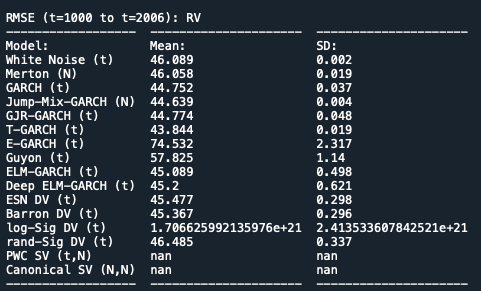 RMSE (t=1000 to t=2006): RV
------------------ --------------------- ---------------------
Model: Mean: SD:
White Noise (t) 46.089 0.002
Merton (N) 46.058 0.019
GARCH (t) 44.752 0.037
Jump-Mix-GARCH (N) 44.639 0.004
GJR-GARCH (t) 44.774 0.048
T-GARCH (t) 43.844 0.019
E-GARCH (t) 74.532 2.317
Guyon (t) 57.825 1.14
ELM-GARCH (t) 45.089 0.498
Deep ELM-GARCH (t) 45.2 0.621
ESN DV (t) 45.477 0.298
Barron DV (t) 45.367 0.296
log-Sig DV (t) 1.706625992135976e+21 2.413533607842521e+21
rand-Sig DV (t) 46.485 0.337
PWC SV (t,N) nan nan
Canonical SV (N,N) nan nan
------------------ --------------------- ---------------------